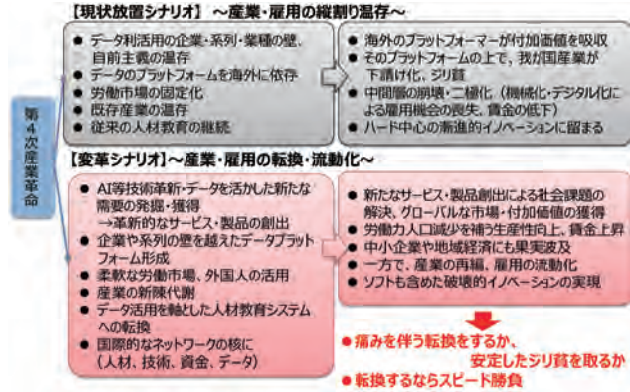 【現状放置シナリオ】 ～産業・雇用の縦割り温存～
● データ利活用の企業・系列・業種の壁、
自前主義の温存
● データのプラットフォームを海外に依存
● 労働市場の固定化
● 既存産業の温存
● 従来の人材教育の継続
● 海外のプラットフォーマーが付加価値を吸収
● そのプラットフォームの上で、我が国産業が
下請け化、ジリ貧
● 中間層の崩壊・二極化（機械化・デジタル化に
よる雇用機会の喪失、賃金の低下）
● ハード中心の漸進的イノベーションに留まる
第4次産業革命
【変革シナリオ】～産業・雇用の転換・流動化～
● AI等技術革新・データを活かした新たな
需要の発掘・獲得
→革新的なサービス・製品の創出
● 企業や系列の壁を越えたデータプラット
フォーム形成
● 柔軟な労働市場、外国人の活用
● 産業の新陳代謝
● データ活用を軸とした人材教育システム
への転換
● 国際的なネットワークの核に
（人材、技術、資金、データ）
● 新たなサービス・製品創出による社会課題の
解決、グローバルな市場・付加価値の獲得
● 労働力人口減少を補う生産性向上、賃金上昇
● 中小企業や地域経済にも果実波及
● 一方で、産業の再編、雇用の流動化
● ソフトも含めた破壊的イノベーションの実現
● 痛みを伴う転換をするか、
安定したジリ貧を取るか
● 転換するならスピード勝負